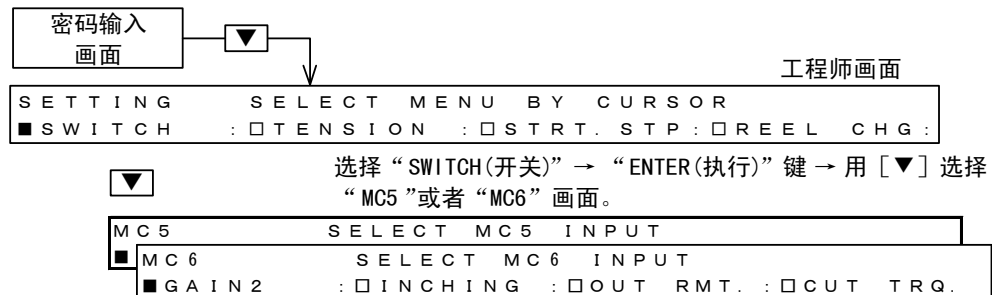 密码输入
画面
▼
工程师画面
SETTING SELECT MENU BY CURSOR
■SWITCH :□TENSION :□STRT. STP:□REEL CHG:
▼
选择“SWITCH(开关)”→“ENTER(执行)”键→用［▼］选择
“MC5”或者“MC6”画面。
MC5 SELECT MC5 INPUT
■
MC6 SELECT MC6 INPUT
■GAIN2 :□INCHING :□OUT RMT. :□CUT TRQ.